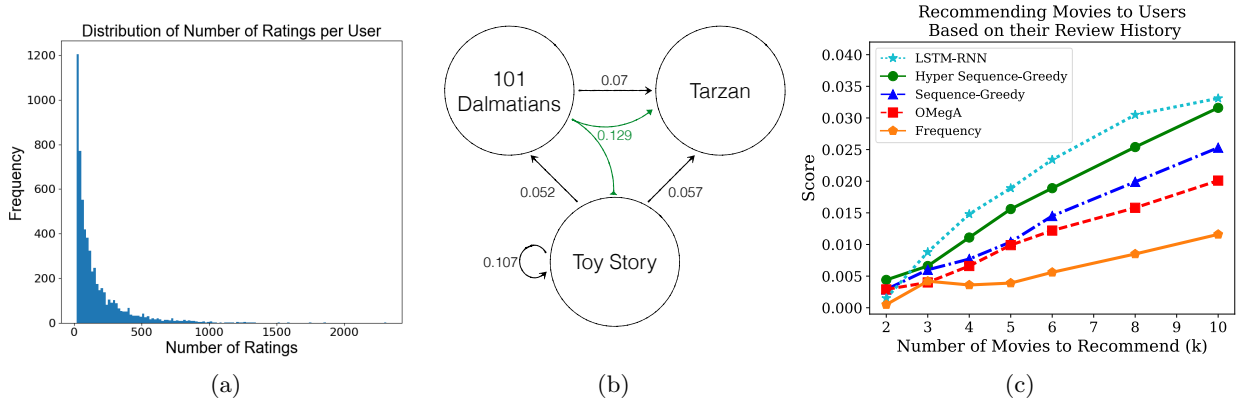 Distribution of Number of Ratings per User
Frequency
1200
1000
800
600
400
200
0
0
500
1000
1500
2000
Number of Ratings
(a)
101
Dalmatians
Tarzan
0.07
0.129
0.052
0.057
0.107
Toy Story
(b)
Recommending Movies to Users
Based on their Review History
LSTM-RNN
Hyper Sequence-Greedy
Sequence-Greedy
OMegA
Frequency
Score
0.040
0.035
0.030
0.025
0.020
0.015
0.010
0.005
0.000
2
3
4
5
6
7
8
9
10
Number of Movies to Recommend (k)
(c)